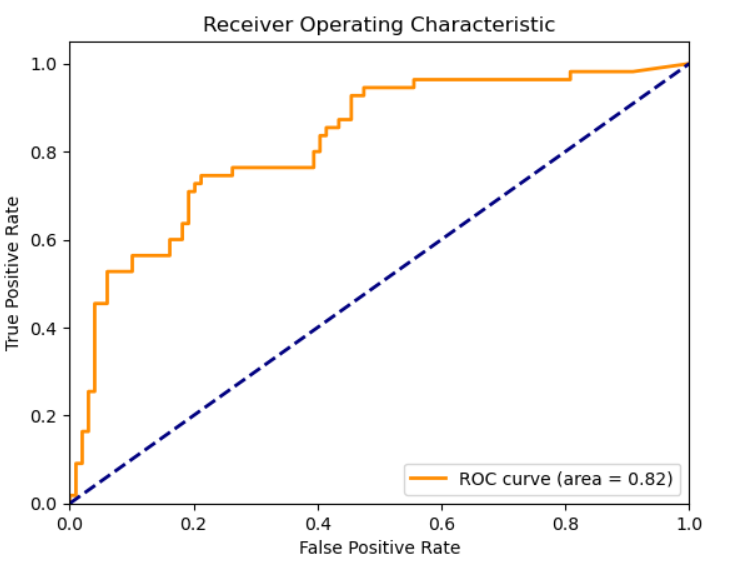 Receiver Operating Characteristic
1.0
0.8
0.6
0.4
0.2
0.0
True Positive Rate
ROC curve (area = 0.82)
0.0 0.2 0.4 0.6 0.8 1.0
False Positive Rate